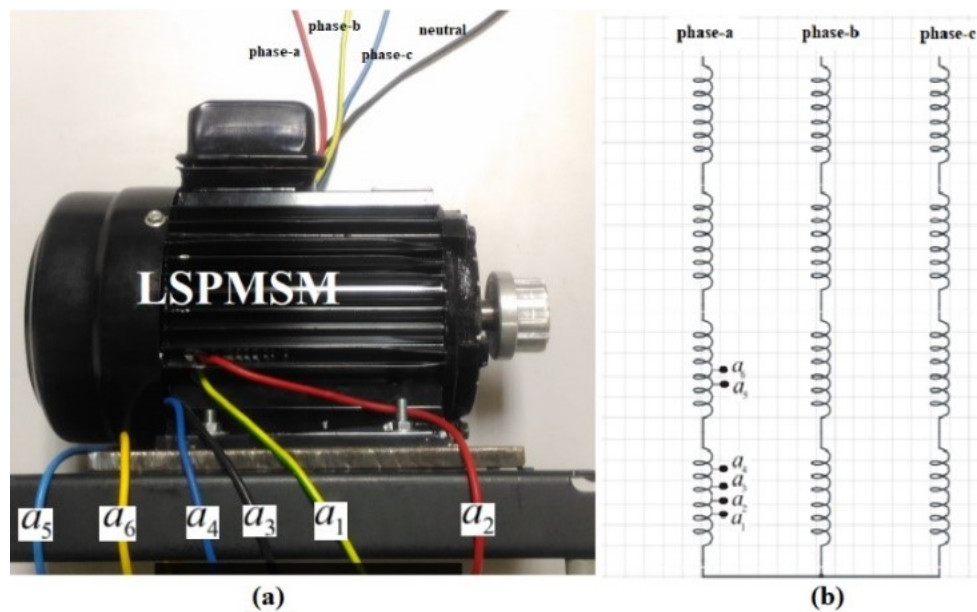 phase-a
phase-b
phase-c
neutral
LSPMSM
a5
a6
a4
a3
a1
a2
(a)
phase-a
phase-b
phase-c
a6
a5
a4
a3
a2
a1
(b)